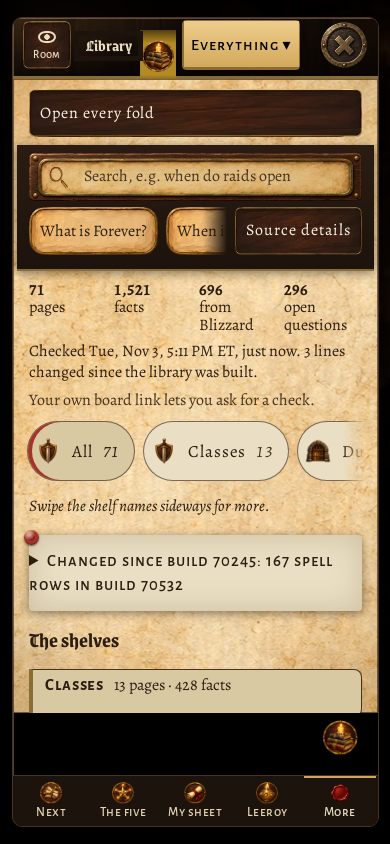 Room
Library
Everything ▼
Open every fold
Search, e.g. when do raids open
What is Forever?
When
Source details
71
pages
1,521
facts
696
from
Blizzard
296
open
questions
Checked Tue, Nov 3, 5:11 PM ET, just now. 3 lines
changed since the library was built.
Your own board link lets you ask for a check.
All 71
Classes 13
Du
Swipe the shelf names sideways for more.
▶ Changed since build 70245: 167 spell
rows in build 70532
The shelves
Classes 13 pages · 428 facts
Next
The Five
My sheet
Leeroy
More